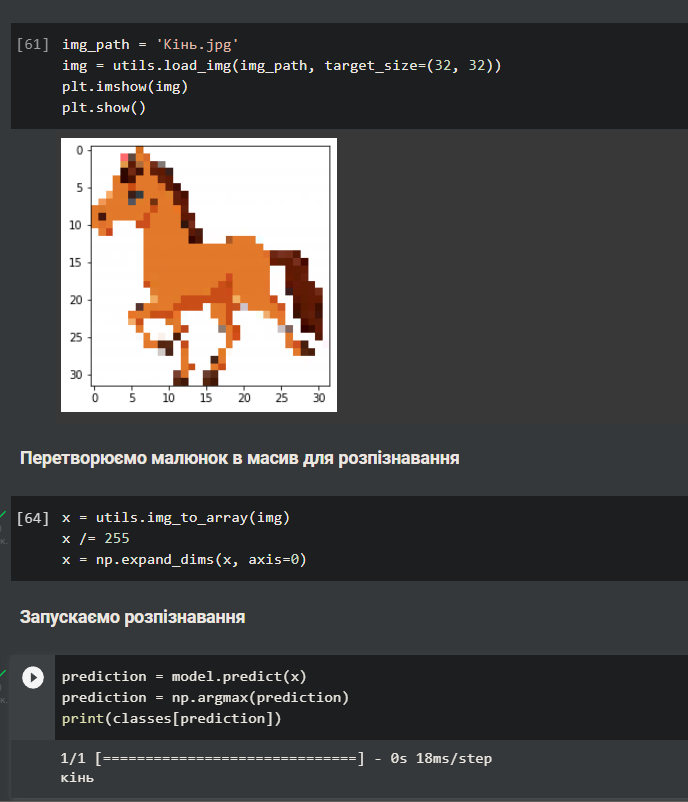 [61] img_path = 'Кінь.jpg'
img = utils.load_img(img_path, target_size=(32, 32))
plt.imshow(img)
plt.show()
0
5
10
15
20
25
30
0 5 10 15 20 25 30
Перетворюємо малюнок в масив для розпізнавання
[64] x = utils.img_to_array(img)
x /= 255
x = np.expand_dims(x, axis=0)
Запускаємо розпізнавання
prediction = model.predict(x)
prediction = np.argmax(prediction)
print(classes[prediction])
1/1 [==============================] - 0s 18ms/step
кінь